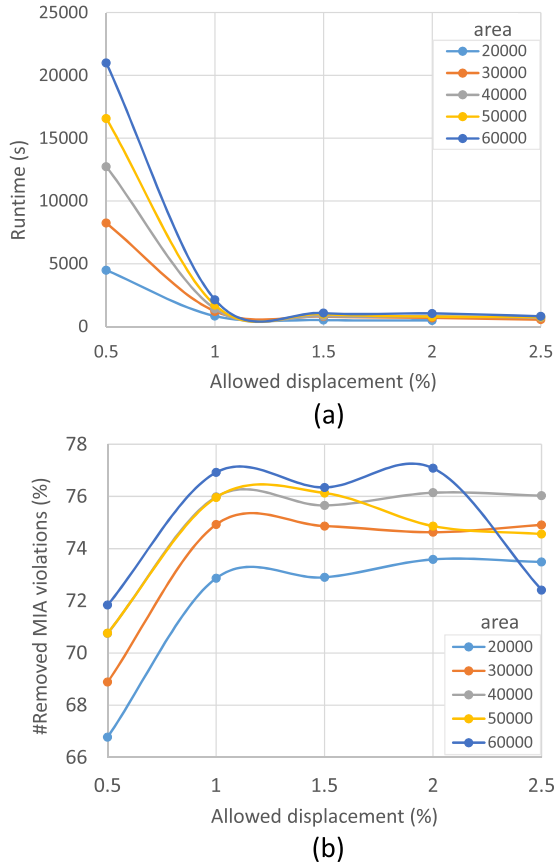 25000
20000
15000
10000
5000
0
Runtime (s)
area
20000
30000
40000
50000
60000
0.5 1 1.5 2 2.5
Allowed displacement (%)
(a)
78
76
74
72
70
68
66
#Removed MIA violations (%)
area
20000
30000
40000
50000
60000
0.5 1 1.5 2 2.5
Allowed displacement (%)
(b)